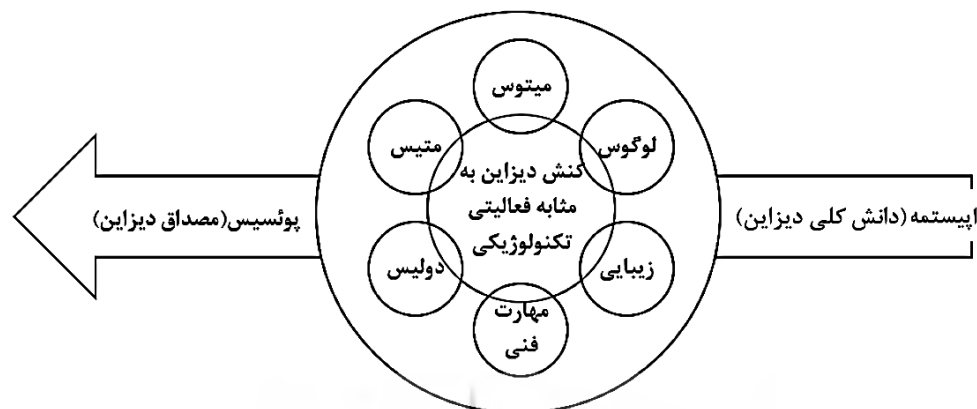 میتوس
لوگوس
متیس
کنش دیزاین به
مثابه فعالیتی
تکنولوژیکی
اپیستمه (دانش کلی دیزاین)
پوئسیس(مصداق دیزاین)
زیبایی
دولیس
مهارت
فنی